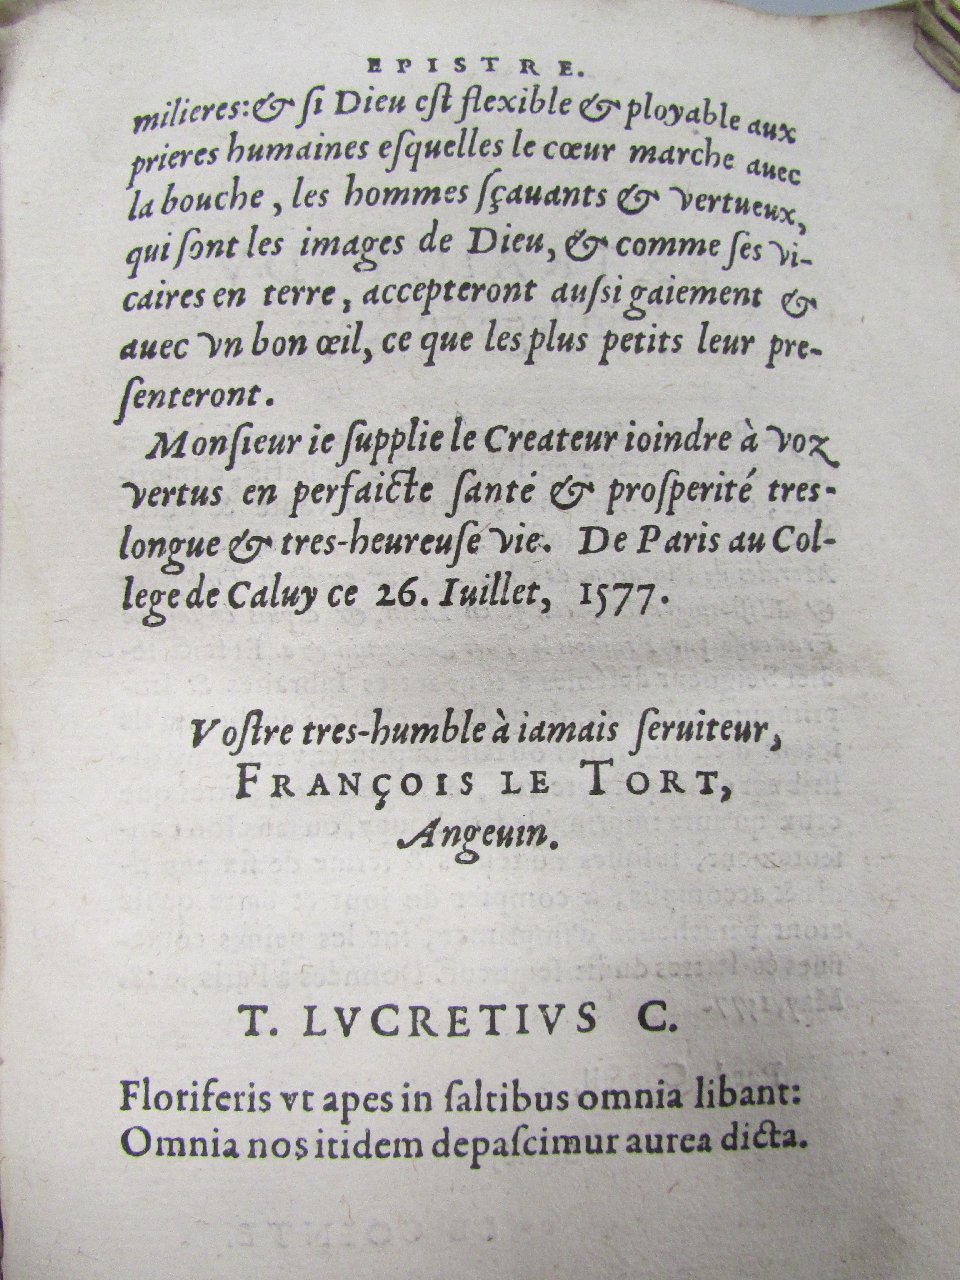 EPISTRE.
milieres: & ſi Dieu eſt flexible & ployable aux
prieres humaines eſquelles le cœur marche auec
la bouche, les hommes ſçauants & vertueux,
qui ſont les images de Dieu, & comme ſes vi-
caires en terre, accepteront auſsi gaiement &
auec vn bon œil, ce que les plus petits leur pre-
ſenteront.
Monſieur ie ſupplie le Createur ioindre à voz
vertus en perfaicte ſanté & proſperité tres-
longue & tres-heureuſe vie. De Paris au Col-
lege de Caluy ce 26. Iuillet, 1577.
Voſtre tres-humble à iamais ſeruiteur,
FRANÇOIS LE TORT,
Angeuin.
T. LVCRETIVS C.
Floriferis vt apes in ſaltibus omnia libant:
Omnia nos itidem depaſcimur aurea dicta.